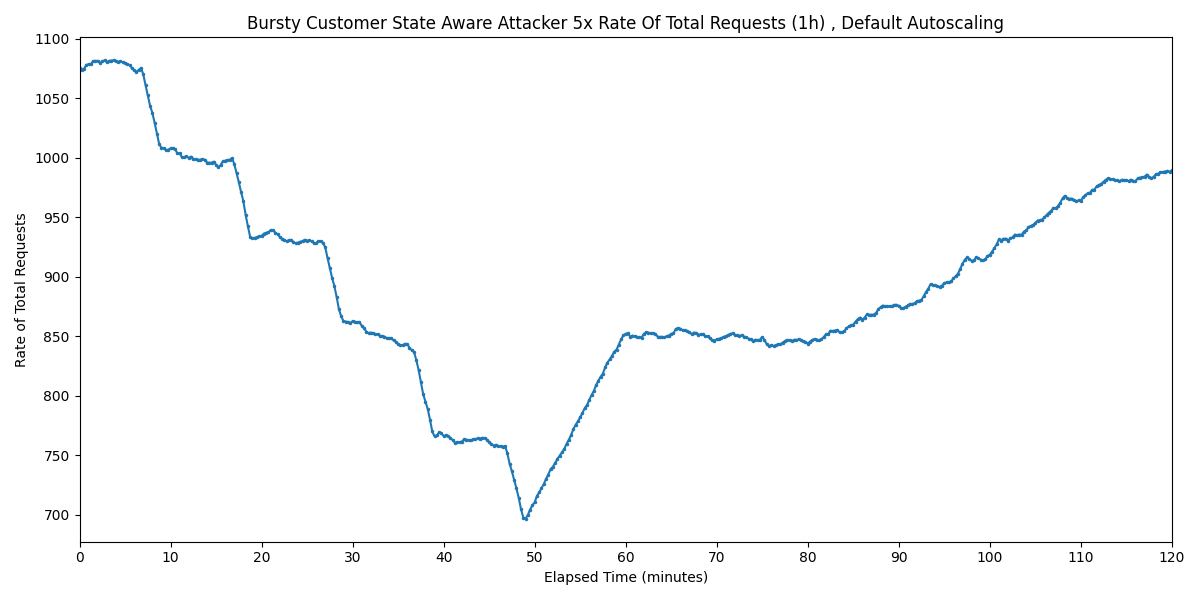 Bursty Customer State Aware Attacker 5x Rate Of Total Requests (1h) , Default Autoscaling
Rate of Total Requests
1100
1050
1000
950
900
850
800
750
700
0 10 20 30 40 50 60 70 80 90 100 110 120
Elapsed Time (minutes)